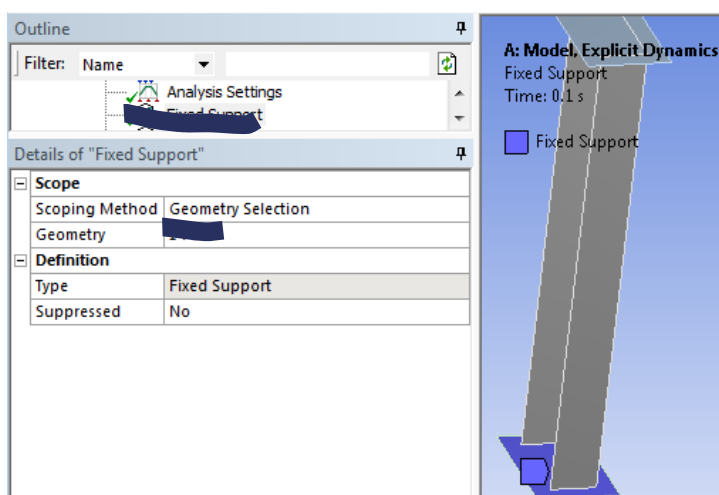 Outline
Filter: Name
Analysis Settings
Details of "Fixed Support"
Scope
Scoping Method Geometry Selection
Geometry
Definition
Type Fixed Support
Suppressed No
A: Model, Explicit Dynamics
Fixed Support
Time: 0.1 s
Fixed Support